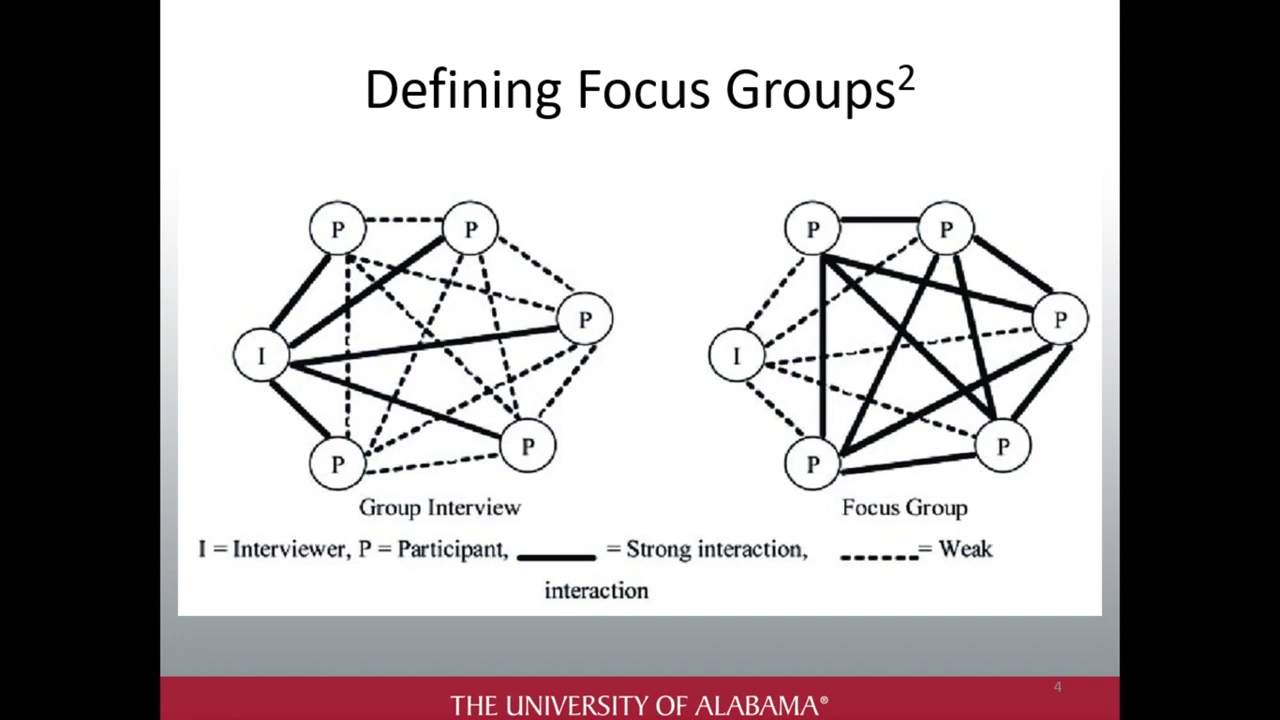 Defining Focus Groups²
P P P P
P P
I I
P P
P P
Group Interview Focus Group
I = Interviewer, P = Participant, = Strong interaction, = Weak
interaction
4
THE UNIVERSITY OF ALABAMA®